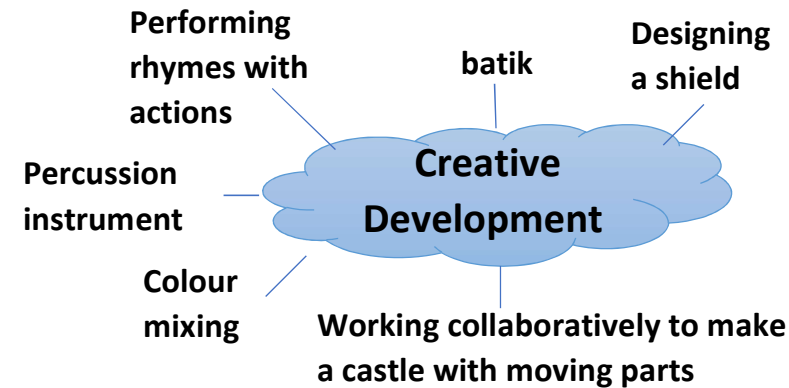 Performing
rhymes with
actions
batik
Designing
a shield
Creative
Development
Percussion
instrument
Colour
mixing
Working collaboratively to make
a castle with moving parts